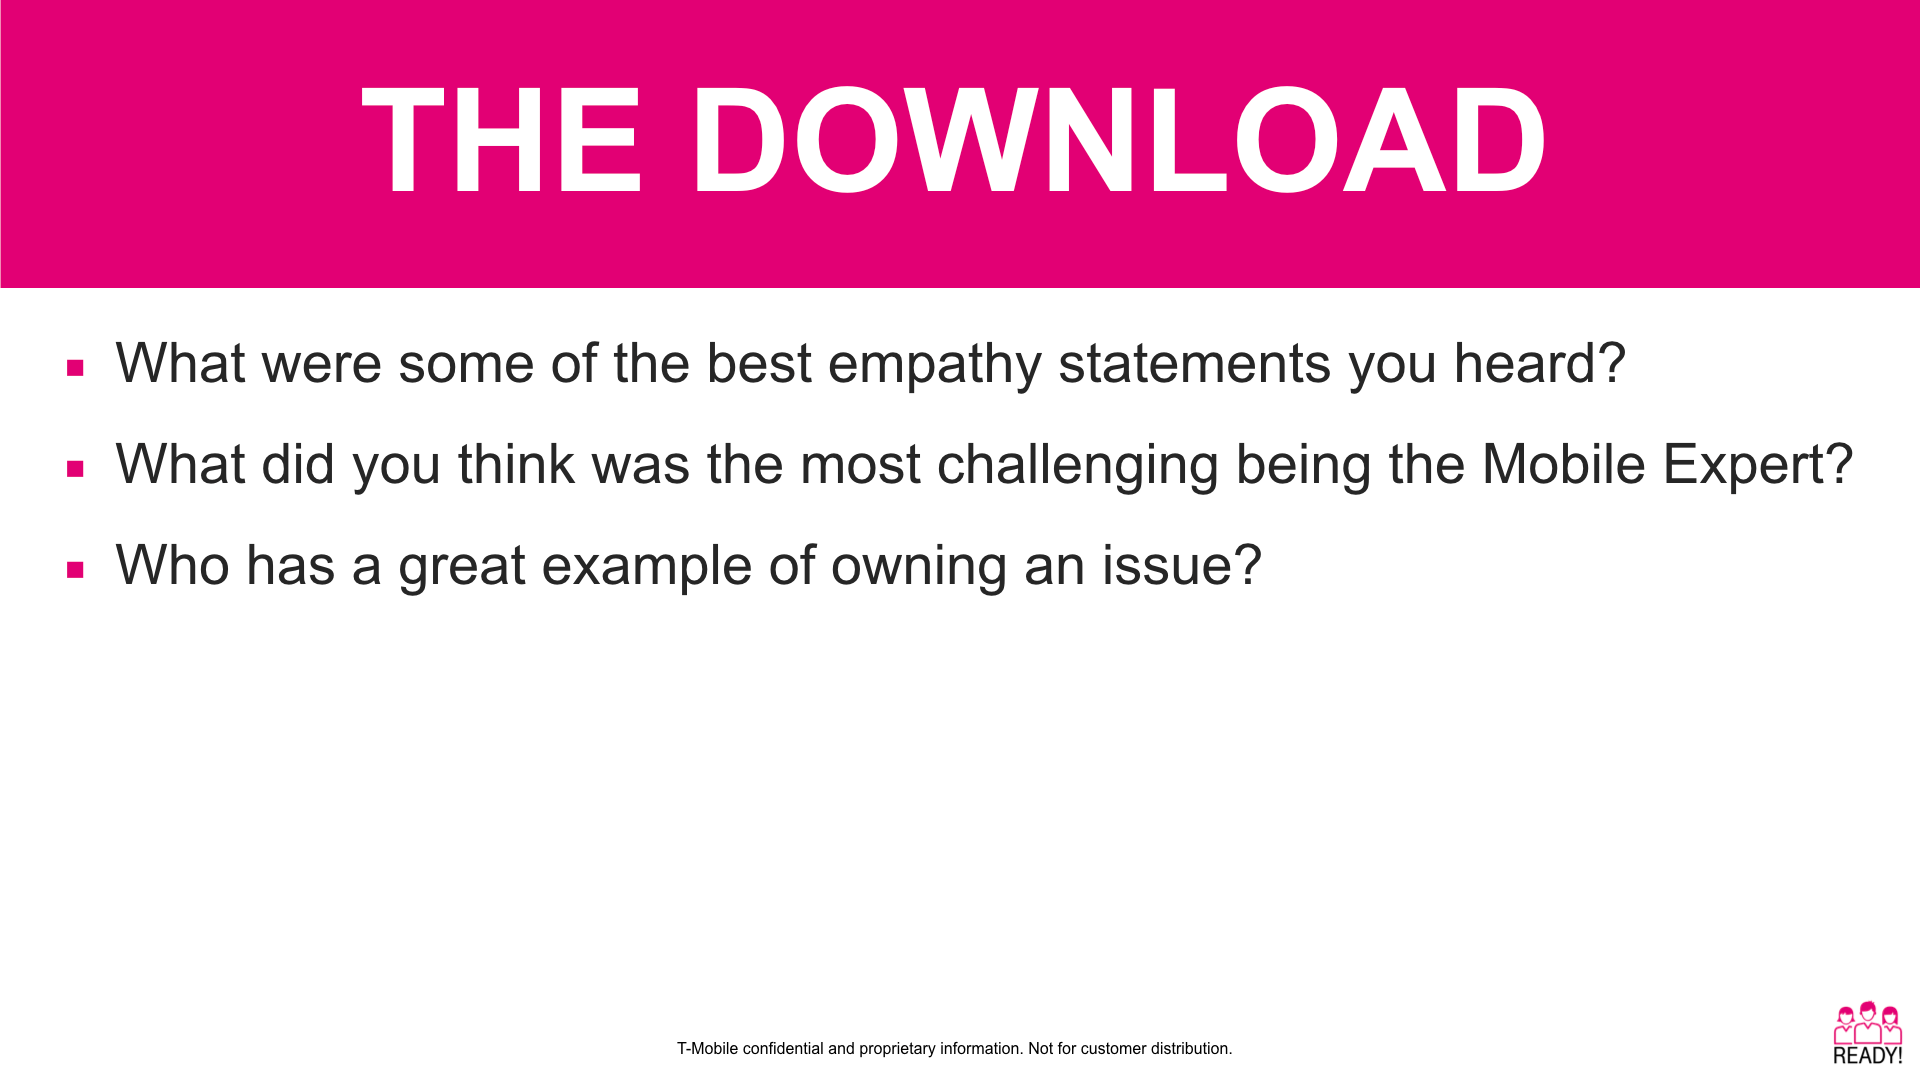 THE DOWNLOAD
What were some of the best empathy statements you heard?
What did you think was the most challenging being the Mobile Expert?
Who has a great example of owning an issue?
T-Mobile confidential and proprietary information. Not for customer distribution.
READY!